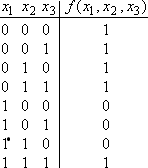 x₁ x₂ x₃ f(x₁, x₂, x₃)
0 0 0 1
0 0 1 1
0 1 0 1
0 1 1 1
1 0 0 0
1 0 1 0
1 1 0 0
1 1 1 1